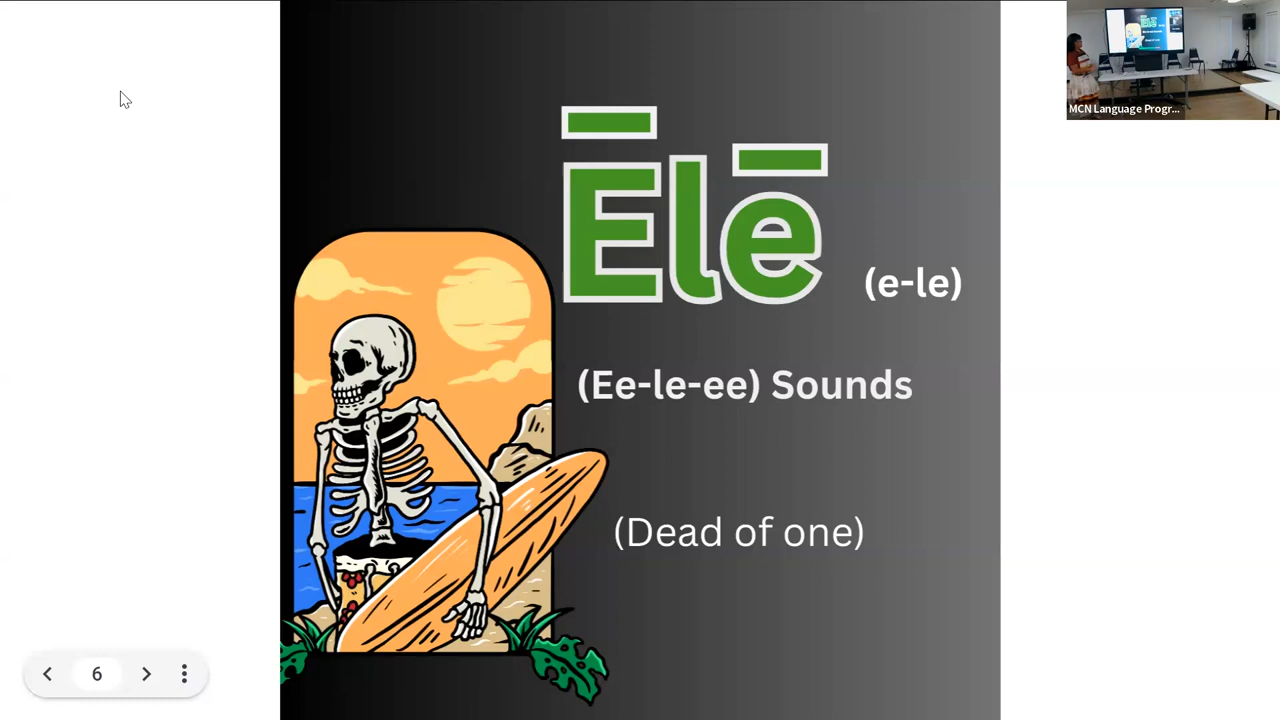 Ēlē
(e-le)
(Ee-le-ee) Sounds
(Dead of one)
MCN Language Progr...
6